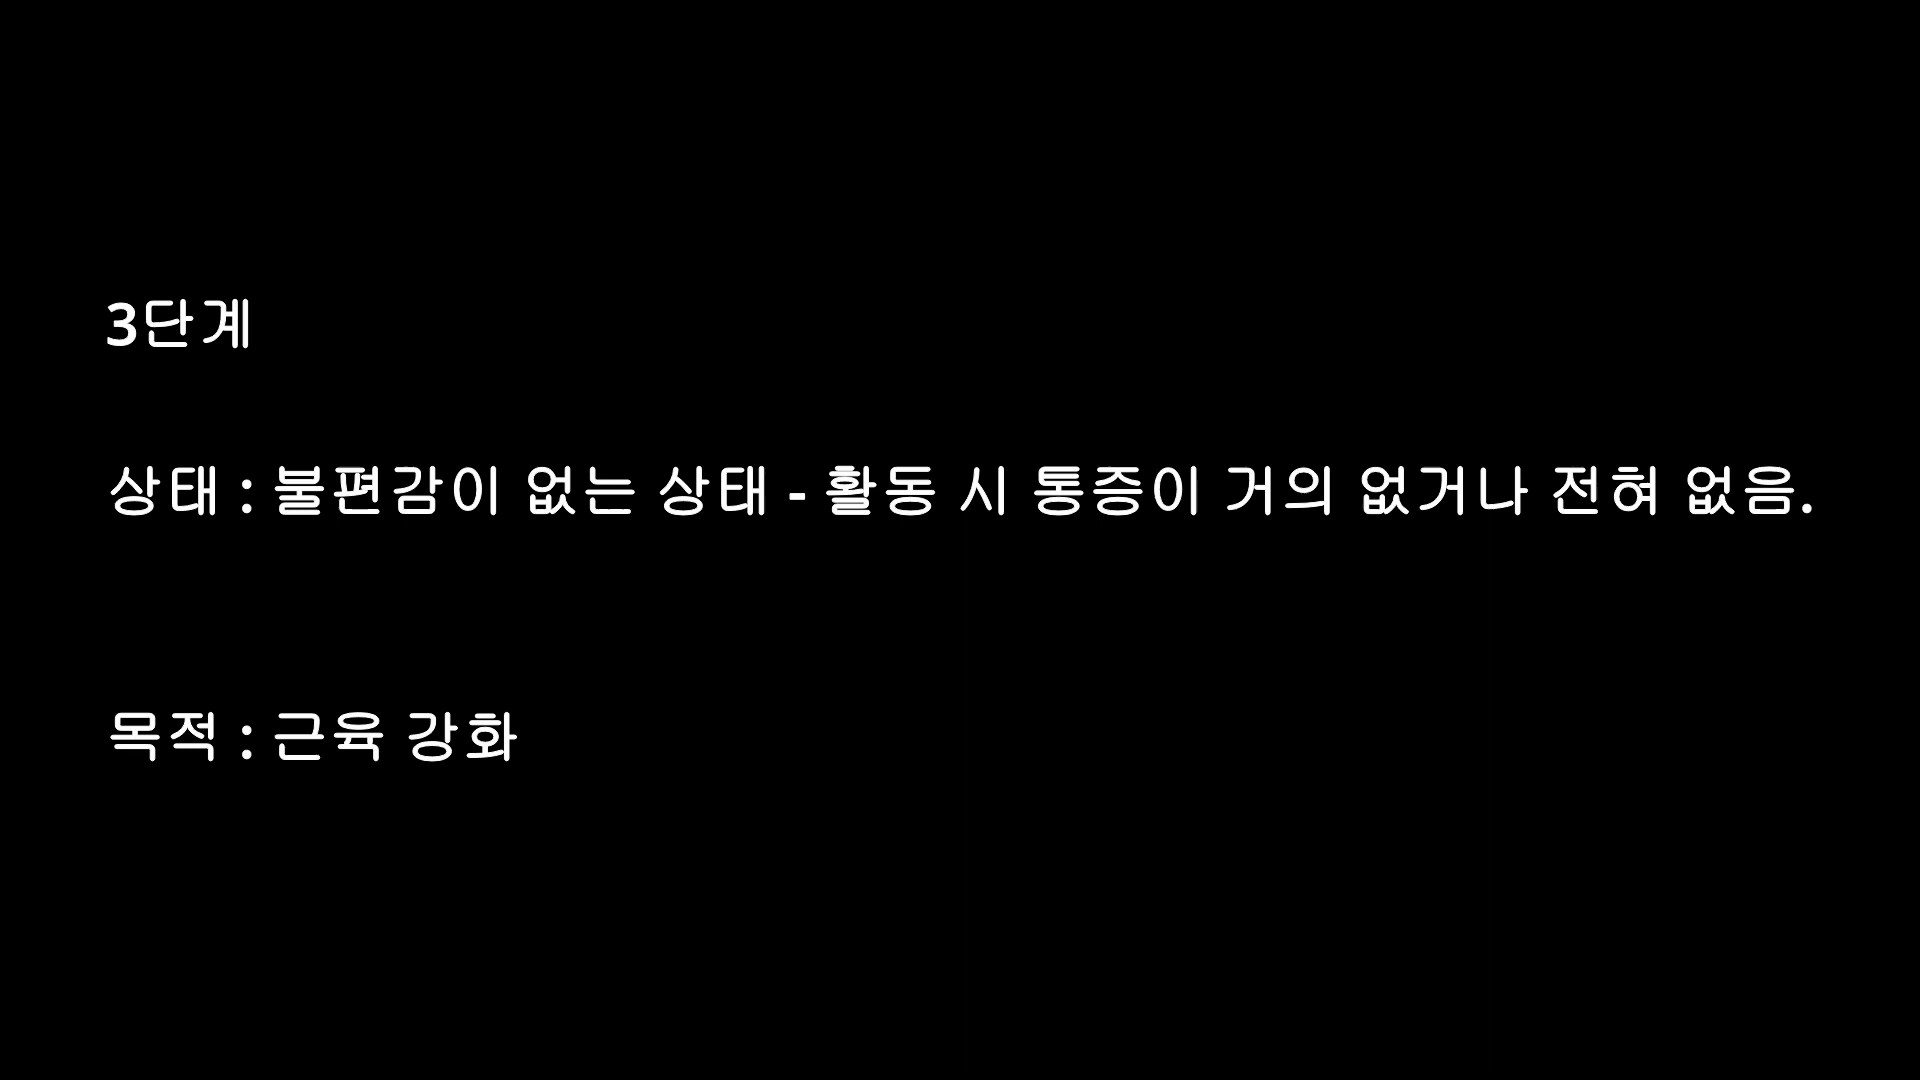 3단계
상태 : 불편감이 없는 상태 - 활동 시 통증이 거의 없거나 전혀 없음.
목적 : 근육 강화